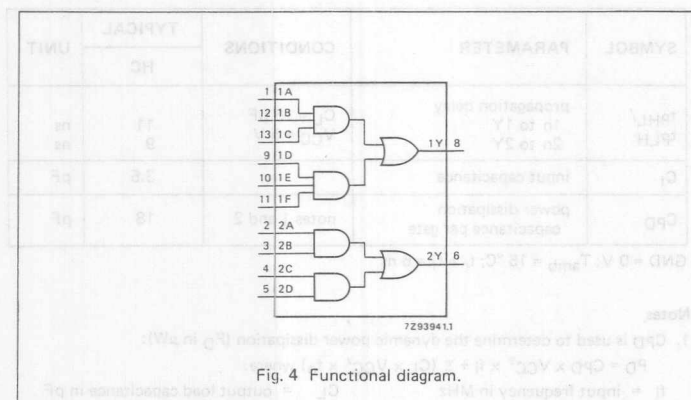 1 1A
12 1B
13 1C
9 1D
10 1E
11 1F
1Y 8
2 2A
3 2B
4 2C
5 2D
2Y 6
7Z93941.1
Fig. 4 Functional diagram.
SYMBOL PARAMETER CONDITIONS TYPICAL UNIT
HC
tPHL/
tPLH
propagation delay
1n to 1Y
2n to 2Y
11
9
ns
ns
CI input capacitance 3.5 pF
CPD power dissipation
capacitance per gate
notes 1 and 2 18 pF
GND = 0 V; Tamb =
Notes
1. CPD is used to determine the dynamic power dissipation (PD in µW):
PD = CPD x VCC² x fi + Σ (CL x VCC² x fo) where:
fi = input frequency in MHz CL = output load capacitance in pF